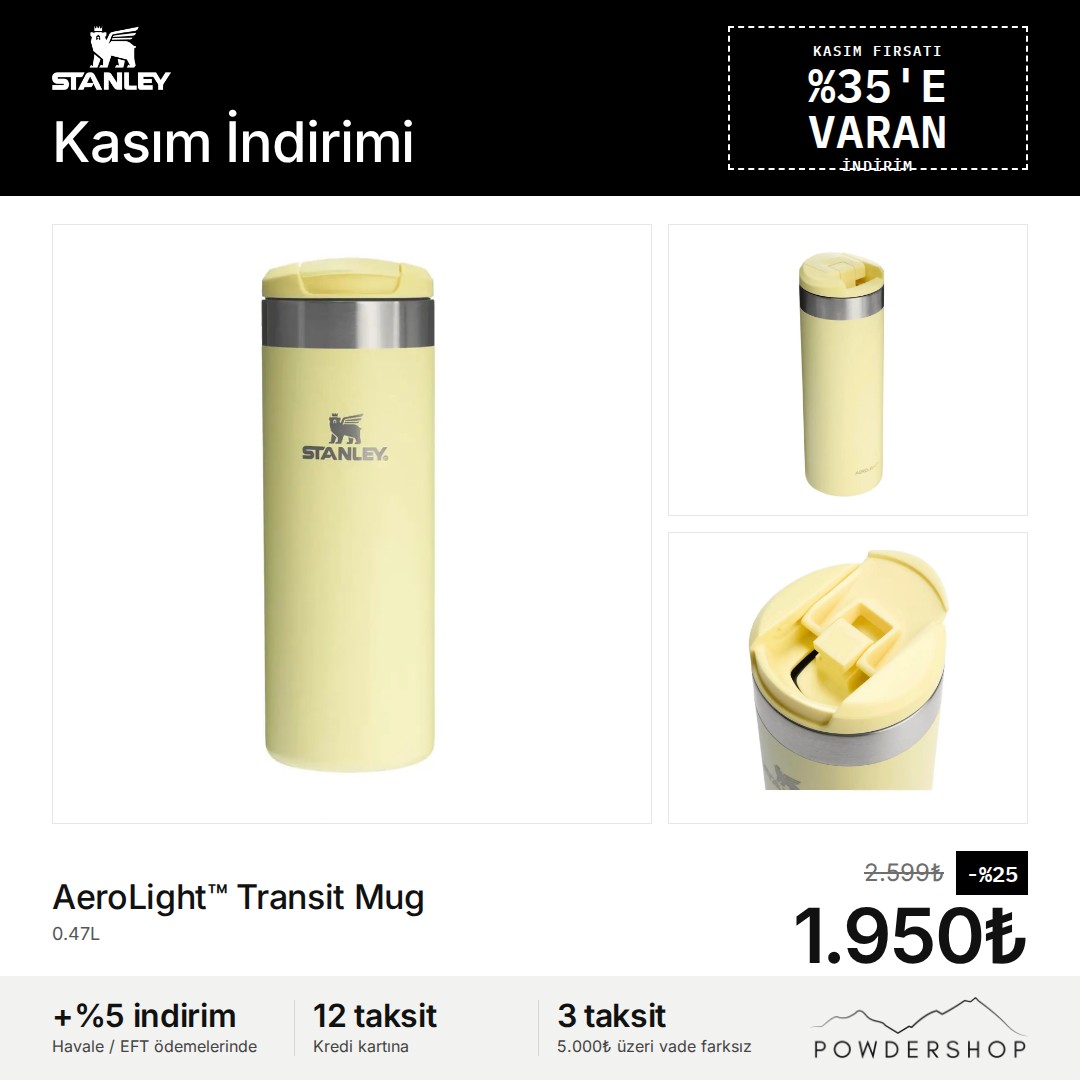 STANLEY
Kasım İndirimi
KASIM FIRSATI
%35'E
VARAN
İNDİRİM
STANLEY
AeroLight™ Transit Mug
0.47L
2.599₺
-%25
1.950₺
+%5 indirim
Havale / EFT ödemelerinde
12 taksit
Kredi kartına
3 taksit
5.000₺ üzeri vade farksız
POWDERSHOP